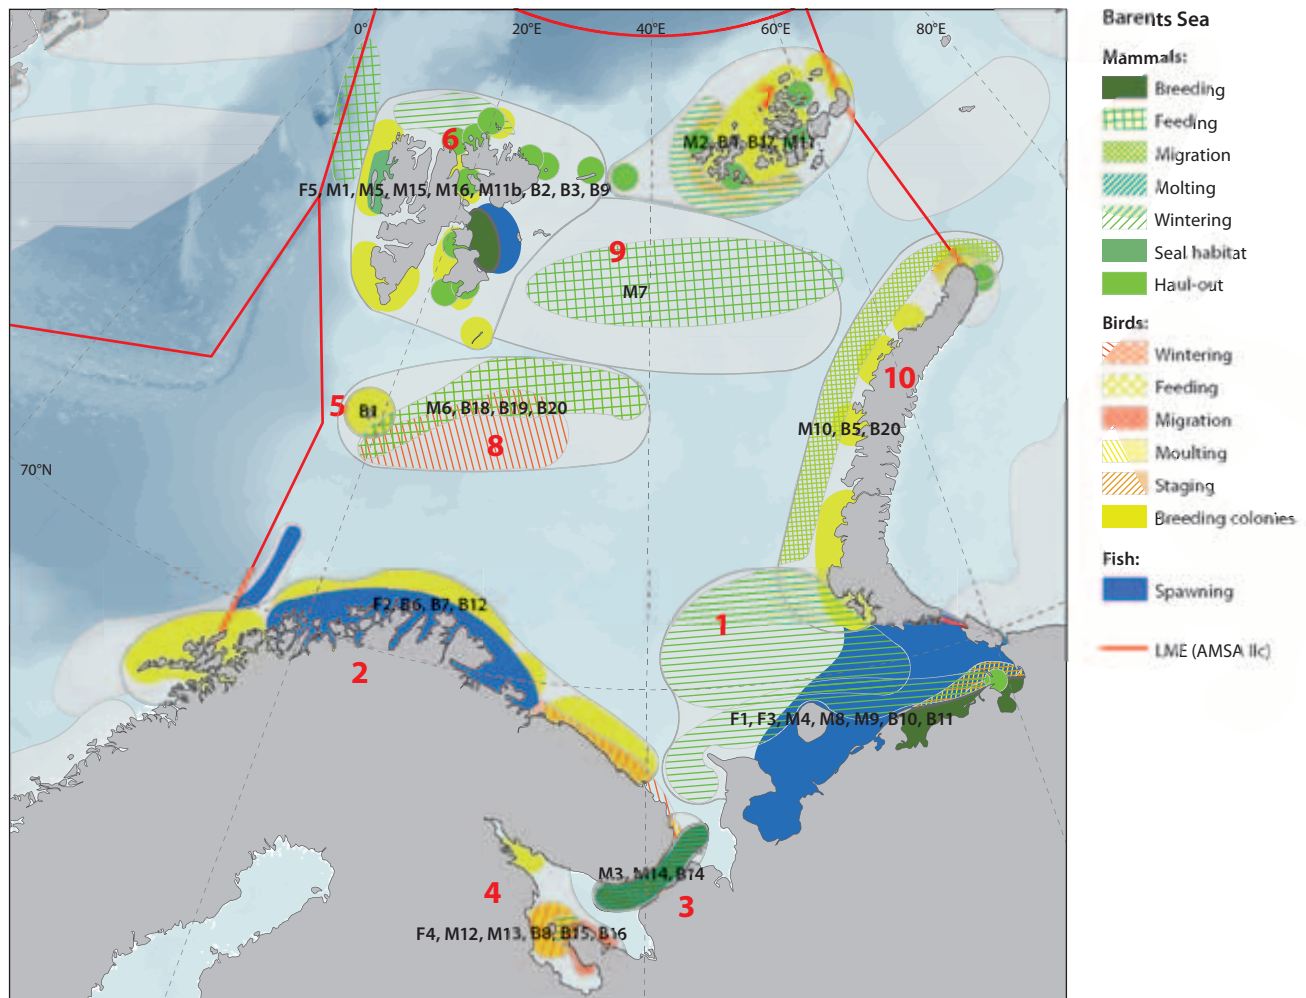 0°
20°E
40°E
60°E
80°E
6
F5, M1, M5, M15, M16, M11b, B2, B3, B9
7
9
M7
5
B1
M6, B18, B19, B20
8
10
M10, B5, B20
70°N
F2, B6, B7, B12
2
1
F1, F3, M4, M8, M9, B10, B11
M3, M14, B14
3
4
F4, M12, M13, B8, B15, B16
Barents Sea
Mammals:
Breeding
Feeding
Migration
Molting
Wintering
Seal habitat
Haul-out
Birds:
Wintering
Feeding
Migration
Moulting
Staging
Breeding colonies
Fish:
Spawning
LME (AMSA IIc)